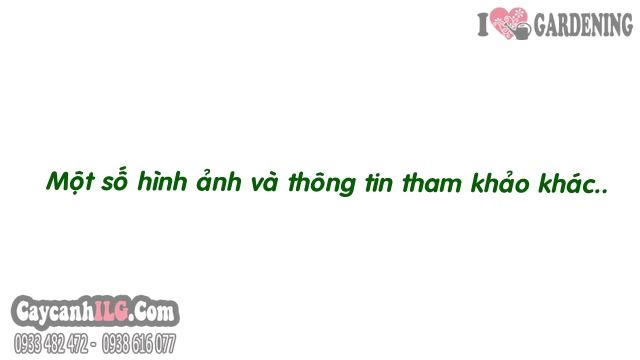 I GARDENING
Một số hình ảnh và thông tin tham khảo khác..
CaycanhILG.Com
0933 482 472 - 0938 616 077